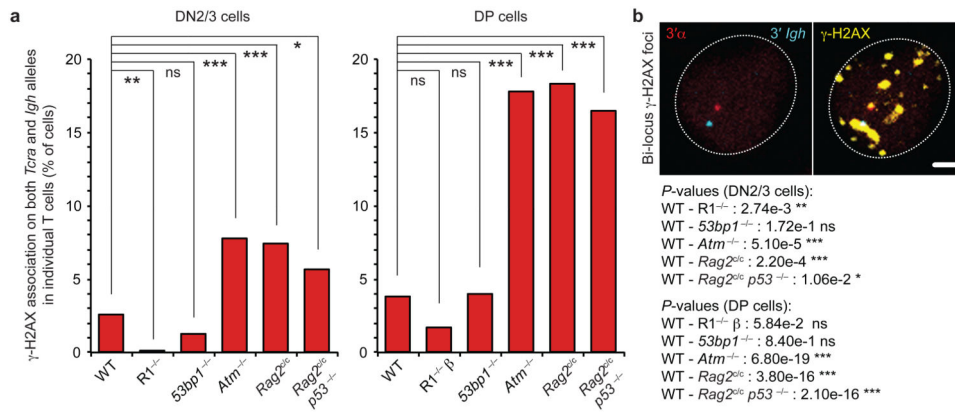 a
DN2/3 cells
DP cells
γ-H2AX association on both Tcra and Igh alleles
in individual T cells (% of cells)
20
15
10
5
0
**
ns
***
***
*
WT
R1⁻/⁻
53bp1⁻/⁻
Atm⁻/⁻
Rag2ᶜ/ᶜ
Rag2ᶜ/ᶜ
p53⁻/⁻
20
15
10
5
0
ns
ns
***
***
***
WT
R1⁻/⁻ β
53bp1⁻/⁻
Atm⁻/⁻
Rag2ᶜ/ᶜ
Rag2ᶜ/ᶜ
p53⁻/⁻
b
Bi-locus γ-H2AX foci
3′α
3′ Igh
γ-H2AX
P-values (DN2/3 cells):
WT - R1⁻/⁻ : 2.74e-3 **
WT - 53bp1⁻/⁻ : 1.72e-1 ns
WT - Atm⁻/⁻ : 5.10e-5 ***
WT - Rag2ᶜ/ᶜ : 2.20e-4 ***
WT - Rag2ᶜ/ᶜ p53⁻/⁻ : 1.06e-2 *
P-values (DP cells):
WT - R1⁻/⁻ β : 5.84e-2 ns
WT - 53bp1⁻/⁻ : 8.40e-1 ns
WT - Atm⁻/⁻ : 6.80e-19 ***
WT - Rag2ᶜ/ᶜ : 3.80e-16 ***
WT - Rag2ᶜ/ᶜ p53 ⁻/⁻ : 2.10e-16 ***